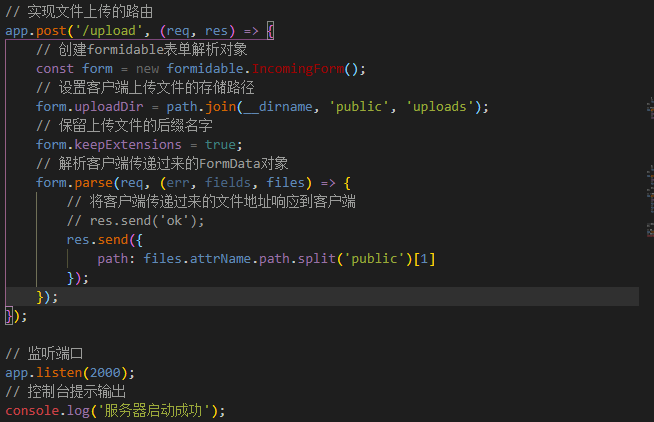 // 实现文件上传的路由
app.post('/upload', (req, res) => {
    // 创建formidable表单解析对象
    const form = new formidable.IncomingForm();
    // 设置客户端上传文件的存储路径
    form.uploadDir = path.join(__dirname, 'public', 'uploads');
    // 保留上传文件的后缀名字
    form.keepExtensions = true;
    // 解析客户端传递过来的FormData对象
    form.parse(req, (err, fields, files) => {
        // 将客户端传递过来的文件地址响应到客户端
        // res.send('ok');
        res.send({
            path: files.attrName.path.split('public')[1]
        });
    });
});

// 监听端口
app.listen(2000);
// 控制台提示输出
console.log('服务器启动成功');